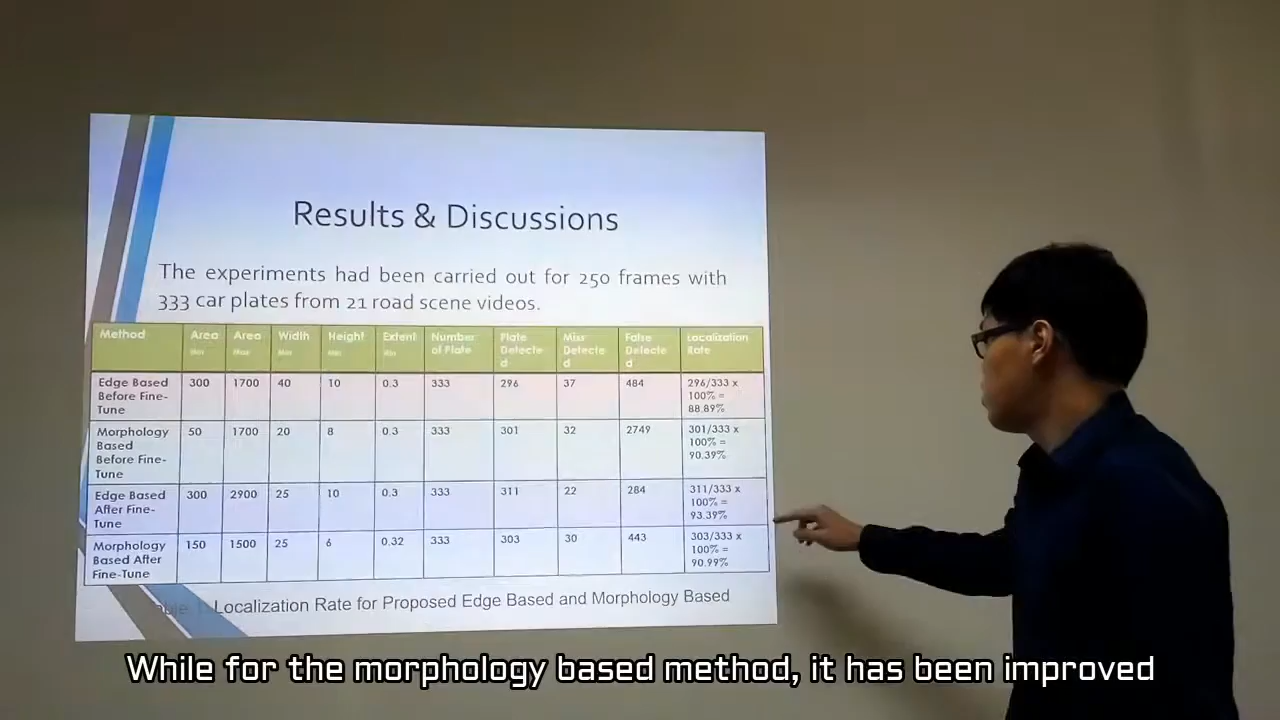 Results & Discussions
The experiments had been carried out for 250 frames with
333 car plates from 21 road scene videos.
Method Area Min Area Max Width Min Height Min Extent Min Number of Plate Plate Detected Miss Detected False Detected Localization Rate
Edge Based Before Fine-Tune 300 1700 40 10 0.3 333 296 37 484 296/333 x 100% = 88.89%
Morphology Based Before Fine-Tune 50 1700 20 8 0.3 333 301 32 2749 301/333 x 100% = 90.39%
Edge Based After Fine-Tune 300 2900 25 10 0.3 333 311 22 284 311/333 x 100% = 93.39%
Morphology Based After Fine-Tune 150 1500 25 6 0.32 333 303 30 443 303/333 x 100% = 90.99%
Table 1: Localization Rate for Proposed Edge Based and Morphology Based
While for the morphology based method, it has been improved